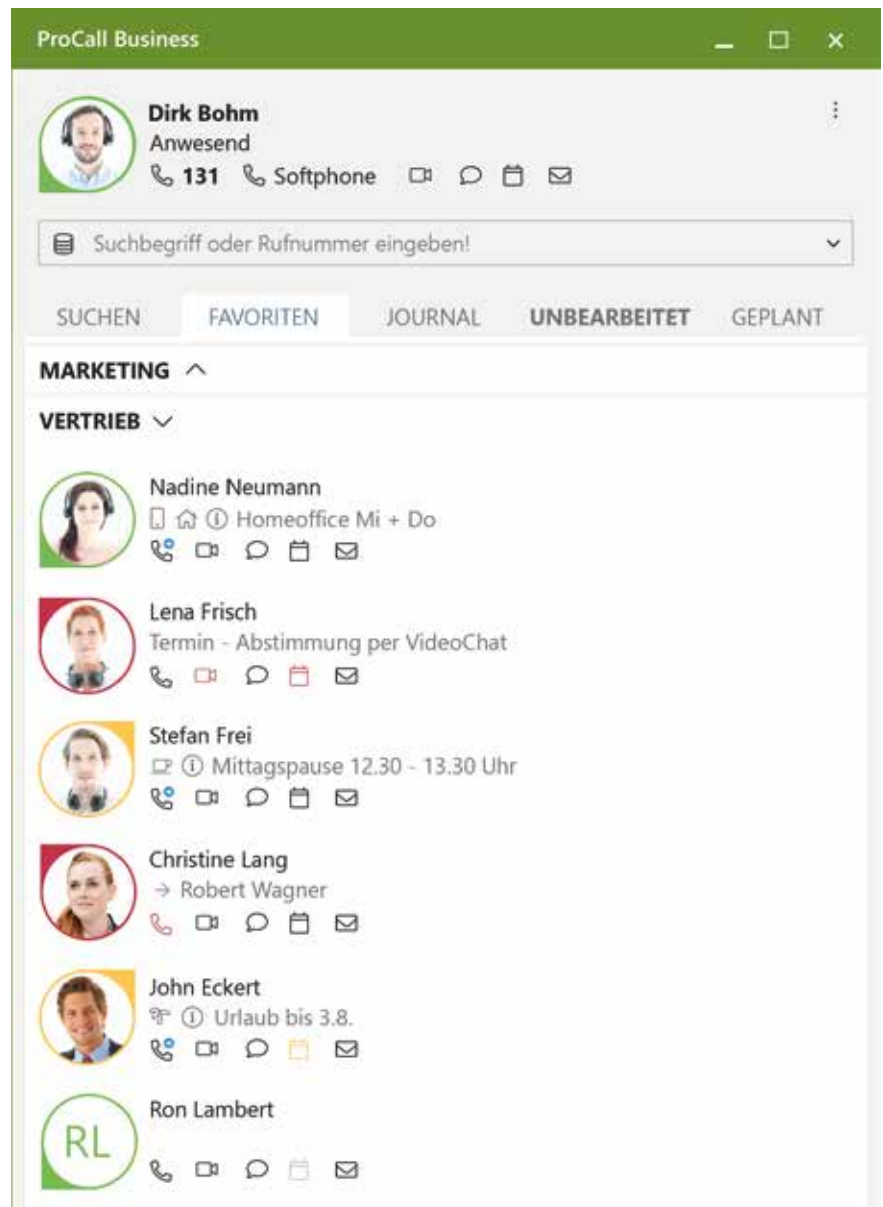 ProCall Business
Dirk Bohm
Anwesend
131 Softphone
Suchbegriff oder Rufnummer eingeben!
SUCHEN FAVORITEN JOURNAL UNBEARBEITET GEPLANT
MARKETING
VERTRIEB
Nadine Neumann
Homeoffice Mi + Do
Lena Frisch
Termin - Abstimmung per VideoChat
Stefan Frei
Mittagspause 12.30 - 13.30 Uhr
Christine Lang
→ Robert Wagner
John Eckert
Urlaub bis 3.8.
Ron Lambert
RL